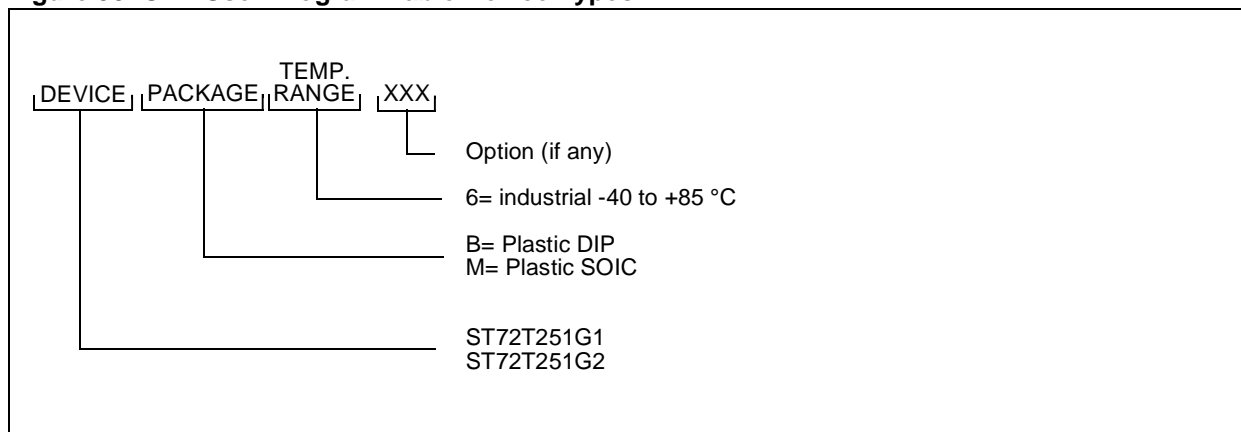 TEMP.
DEVICE PACKAGE RANGE XXX
Option (if any)
6= industrial -40 to +85 °C
B= Plastic DIP
M= Plastic SOIC
ST72T251G1
ST72T251G2